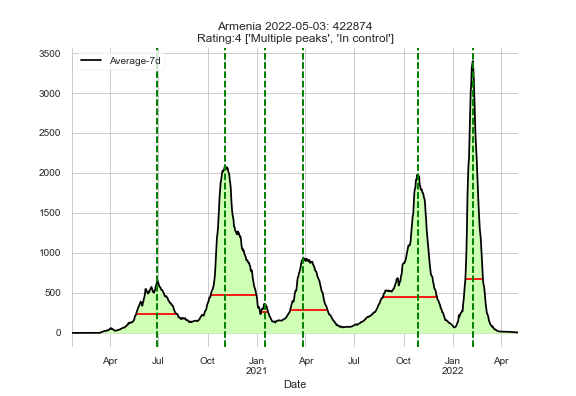 Armenia 2022-05-03: 422874
Rating:4 ['Multiple peaks', 'In control']
Average-7d
3500
3000
2500
2000
1500
1000
500
0
Apr Jul Oct Jan Apr Jul Oct Jan Apr
2021 2022
Date